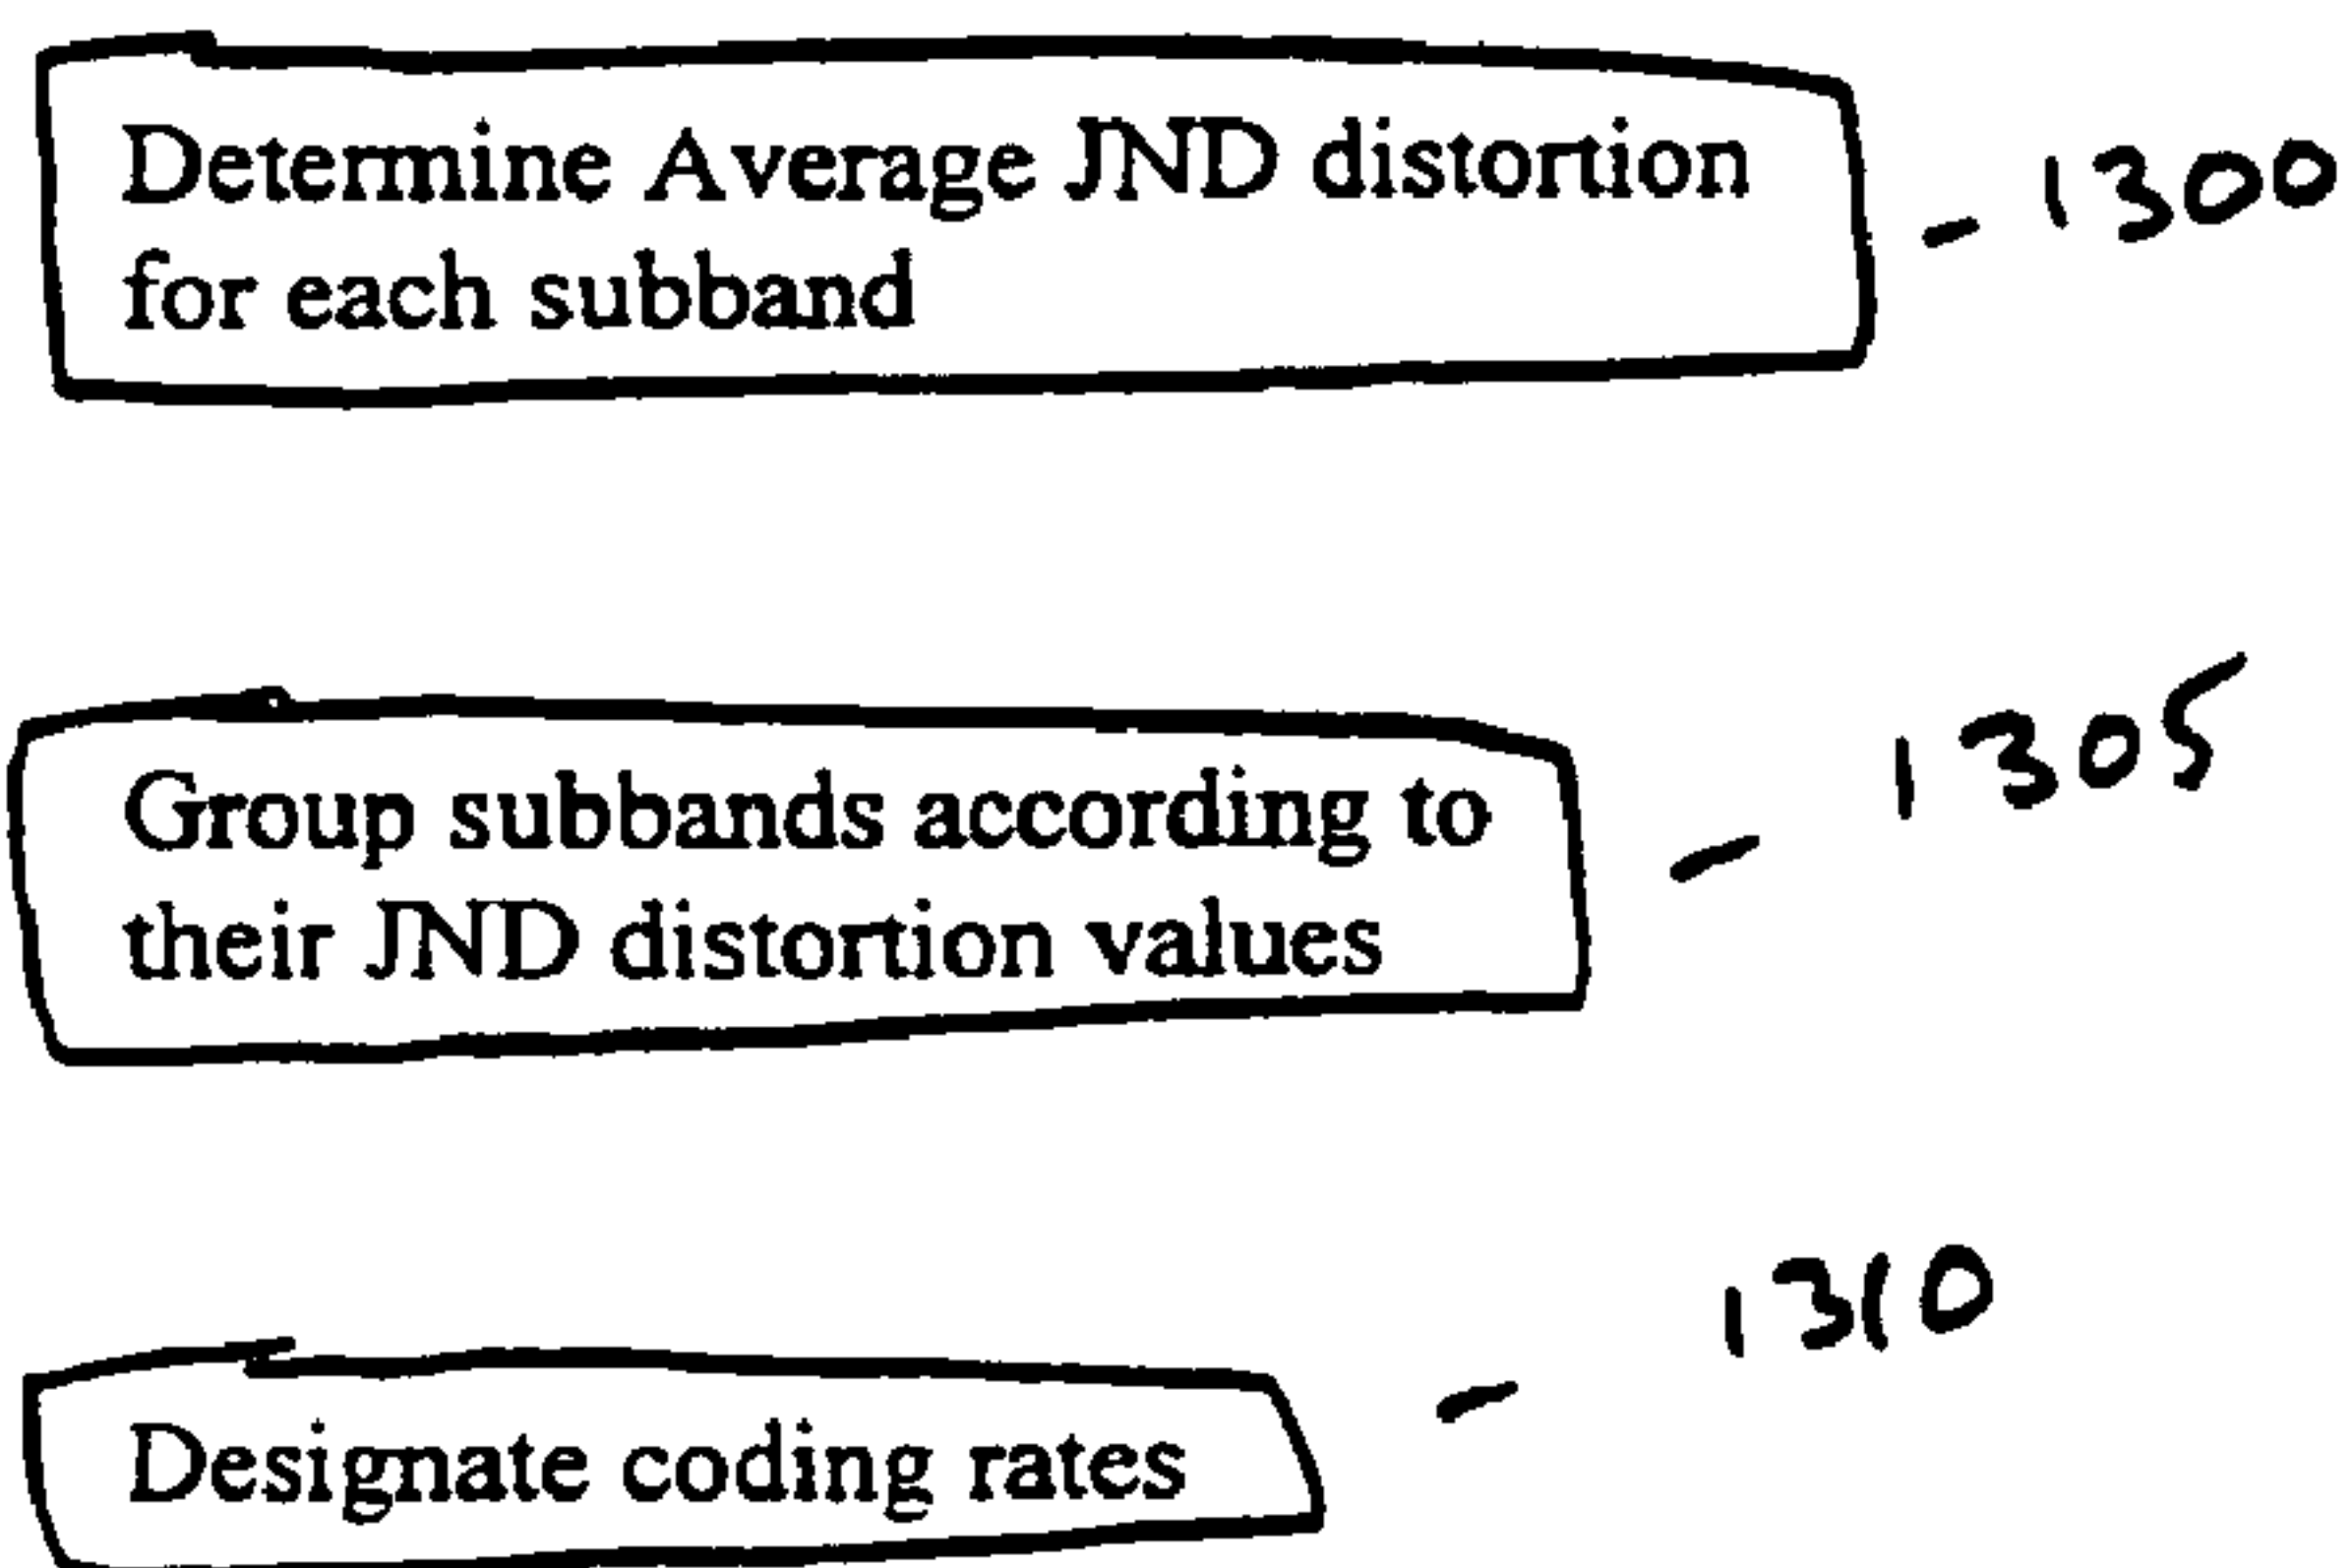 Determine Average JND distortion
for each subband
- 1300
Group subbands according to
their JND distortion values
- 1305
Designate coding rates
- 1310